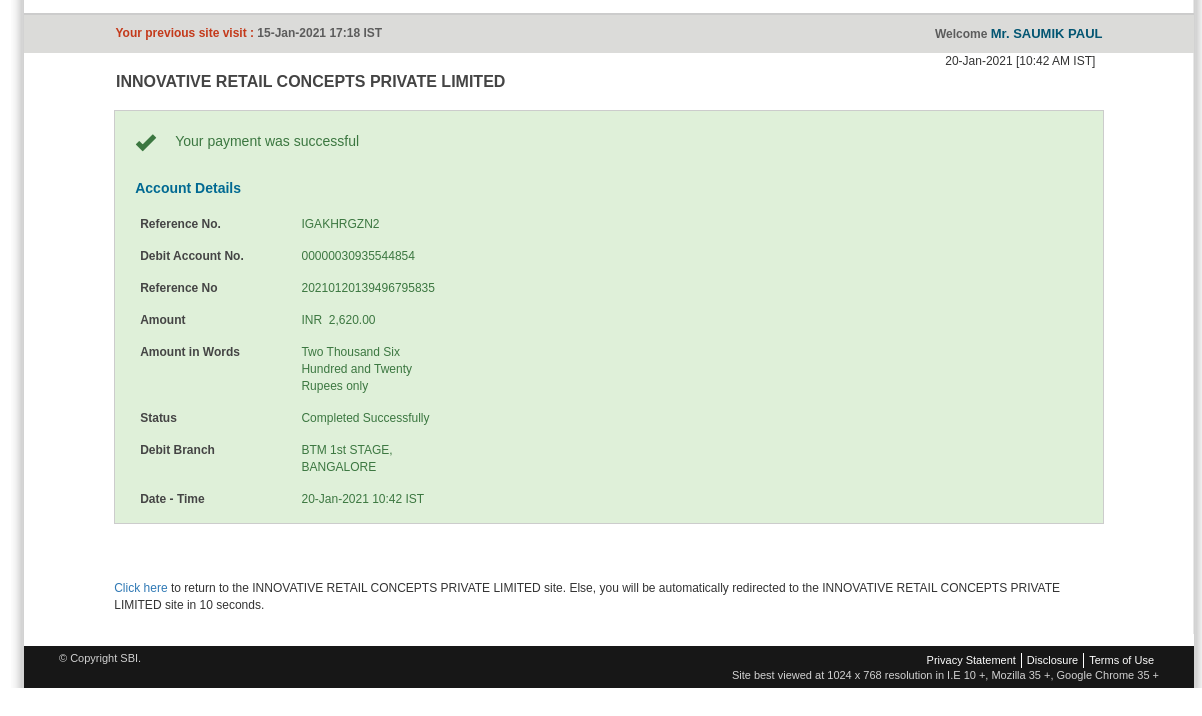 Your previous site visit : 15-Jan-2021 17:18 IST
Welcome Mr. SAUMIK PAUL
20-Jan-2021 [10:42 AM IST]
INNOVATIVE RETAIL CONCEPTS PRIVATE LIMITED
Your payment was successful
Account Details
Reference No. IGAKHRGZN2
Debit Account No. 00000030935544854
Reference No 20210120139496795835
Amount INR 2,620.00
Amount in Words Two Thousand Six
Hundred and Twenty
Rupees only
Status Completed Successfully
Debit Branch BTM 1st STAGE,
BANGALORE
Date - Time 20-Jan-2021 10:42 IST
Click here to return to the INNOVATIVE RETAIL CONCEPTS PRIVATE LIMITED site. Else, you will be automatically redirected to the INNOVATIVE RETAIL CONCEPTS PRIVATE
LIMITED site in 10 seconds.
© Copyright SBI.
Privacy Statement | Disclosure | Terms of Use
Site best viewed at 1024 x 768 resolution in I.E 10 +, Mozilla 35 +, Google Chrome 35 +